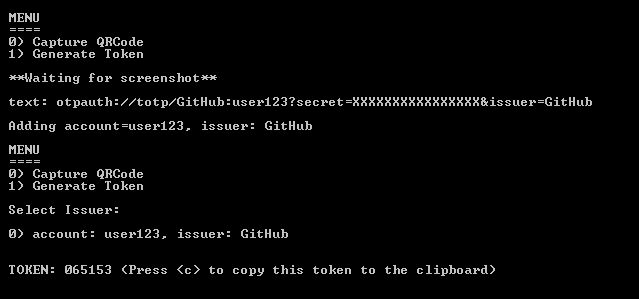 MENU
====
0) Capture QRCode
1) Generate Token
**Waiting for screenshot**
text: otpauth://totp/GitHub:user123?secret=XXXXXXXXXXXXXXXX&issuer=GitHub
Adding account=user123, issuer: GitHub
MENU
====
0) Capture QRCode
1) Generate Token
Select Issuer:
0) account: user123, issuer: GitHub
TOKEN: 065153 (Press <c> to copy this token to the clipboard)